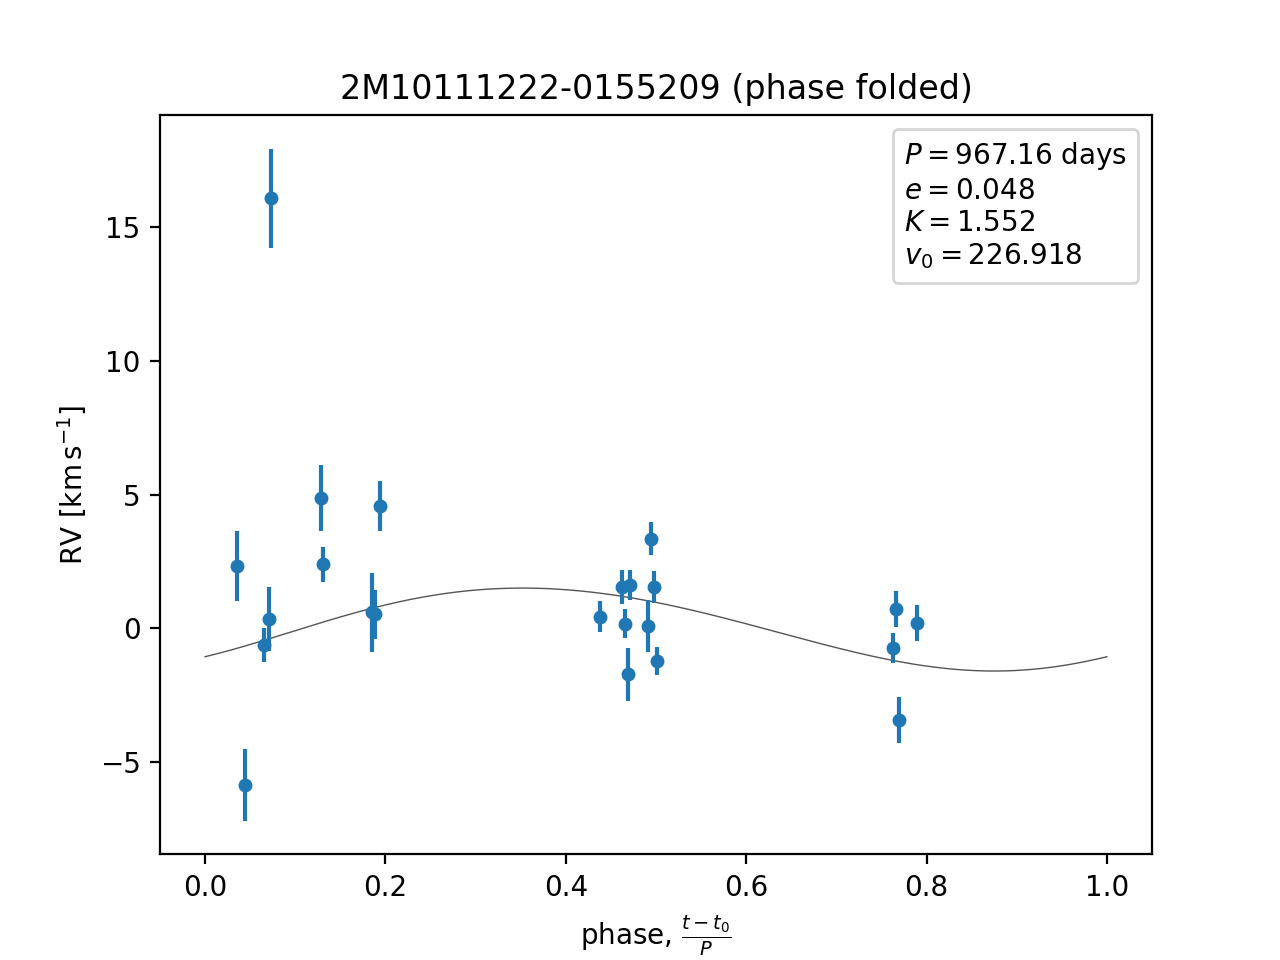 2M10111222-0155209 (phase folded)
P = 967.16 days
e = 0.048
K = 1.552
v₀ = 226.918
15
10
5
0
−5
RV [km s⁻¹]
0.0 0.2 0.4 0.6 0.8 1.0
phase, (t − t₀)/P